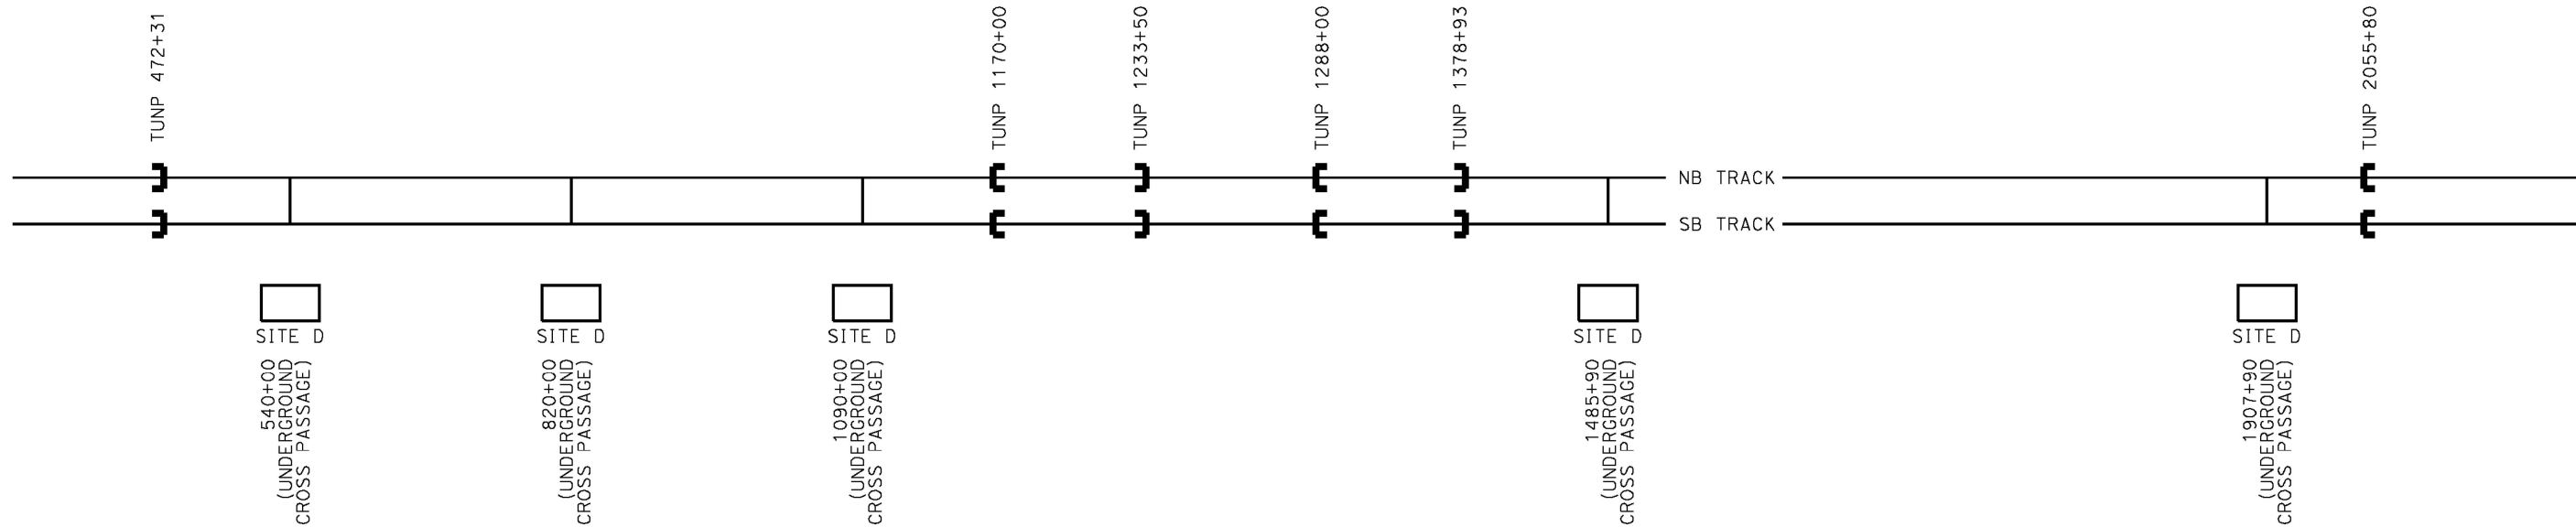 TUNP 472+31
TUNP 1170+00
TUNP 1233+50
TUNP 1288+00
TUNP 1378+93
TUNP 2055+80
NB TRACK
SB TRACK
SITE D
540+00
(UNDERGROUND
CROSS PASSAGE)
SITE D
820+00
(UNDERGROUND
CROSS PASSAGE)
SITE D
1090+00
(UNDERGROUND
CROSS PASSAGE)
SITE D
1485+90
(UNDERGROUND
CROSS PASSAGE)
SITE D
1907+90
(UNDERGROUND
CROSS PASSAGE)